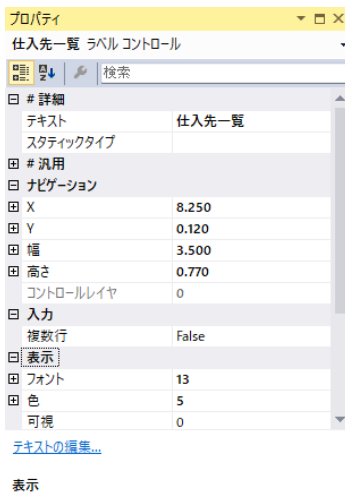 プロパティ
仕入先一覧 ラベル コントロール
検索
# 詳細
テキスト 仕入先一覧
スタティックタイプ
# 汎用
ナビゲーション
X 8.250
Y 0.120
幅 3.500
高さ 0.770
コントロールレイヤ 0
入力
複数行 False
表示
フォント 13
色 5
可視 0
テキストの編集...
表示